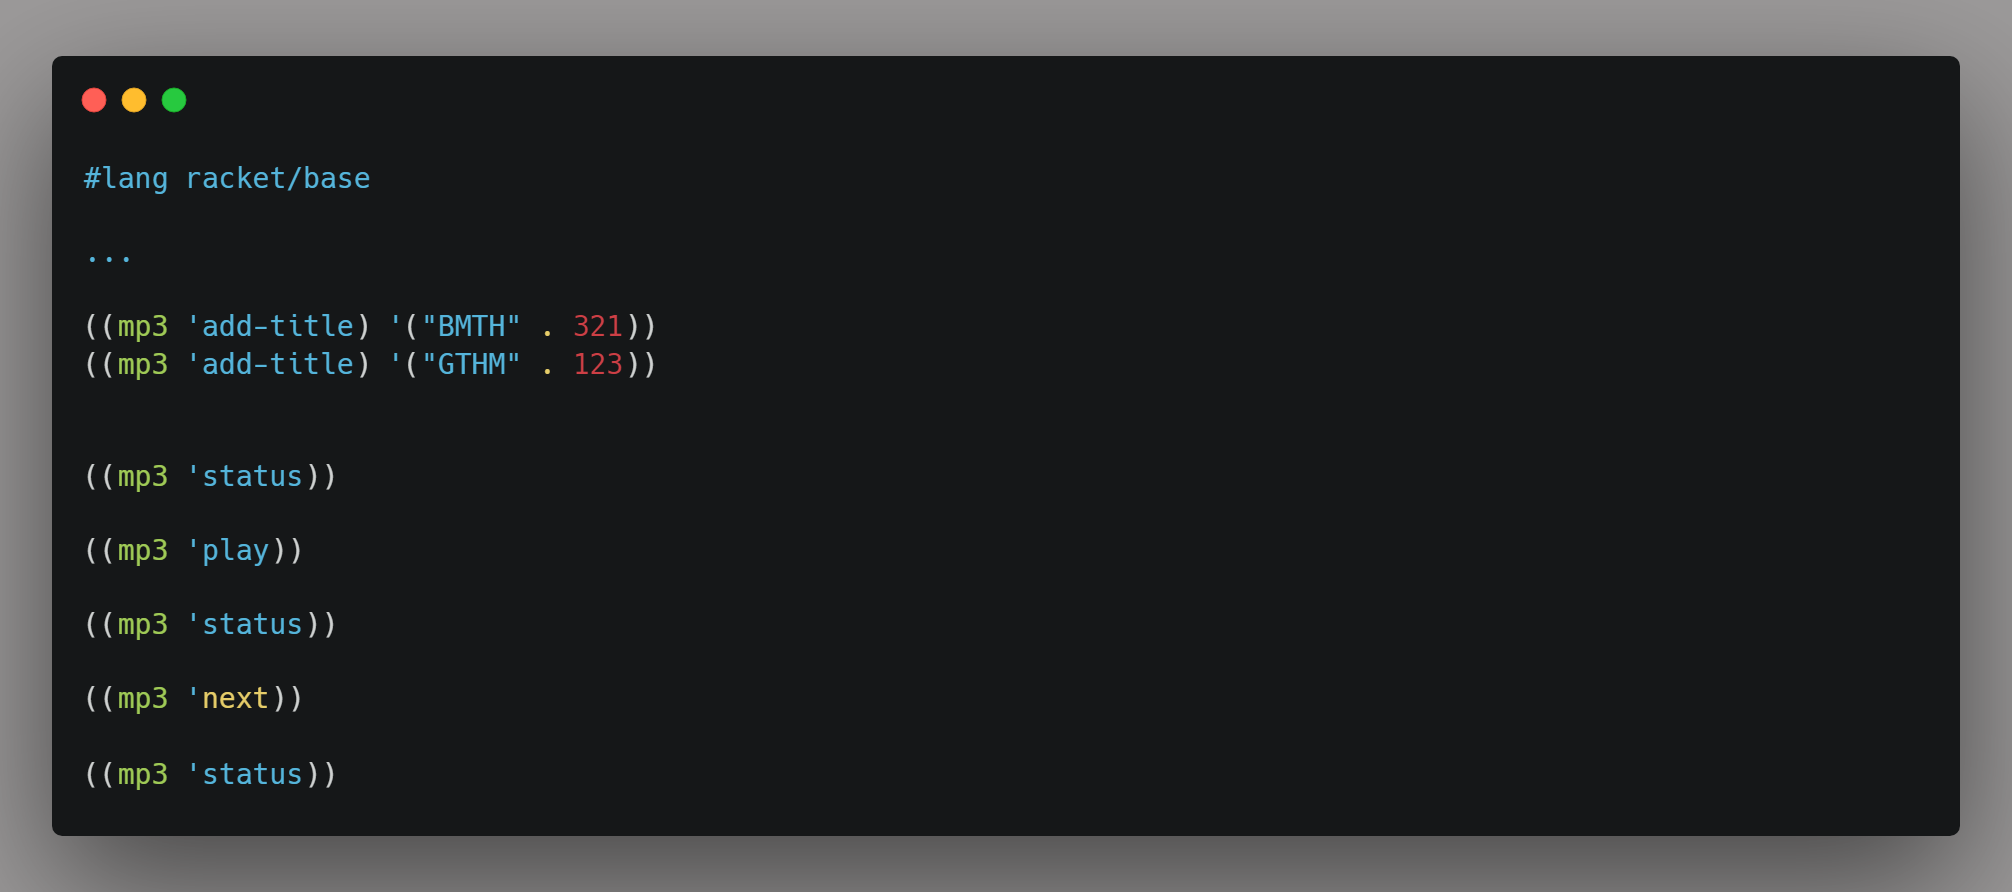 #lang racket/base
...
((mp3 'add-title) '("BMTH" . 321))
((mp3 'add-title) '("GTHM" . 123))
((mp3 'status))
((mp3 'play))
((mp3 'status))
((mp3 'next))
((mp3 'status))